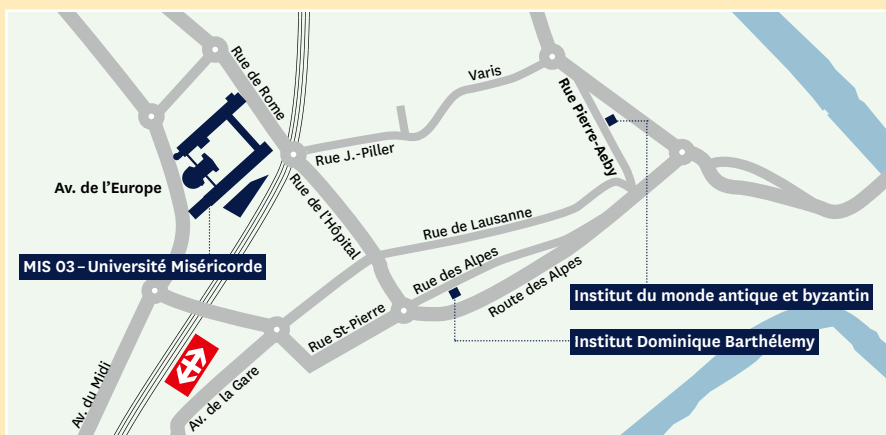 Rue de Rome
Varis
Rue Pierre-Aeby
Rue J.-Piller
Av. de l’Europe
Rue de l’Hôpital
Rue de Lausanne
MIS 03 – Université Miséricorde
Rue des Alpes
Route des Alpes
Institut du monde antique et byzantin
Rue St-Pierre
Institut Dominique Barthélemy
Av. du Midi
Av. de la Gare